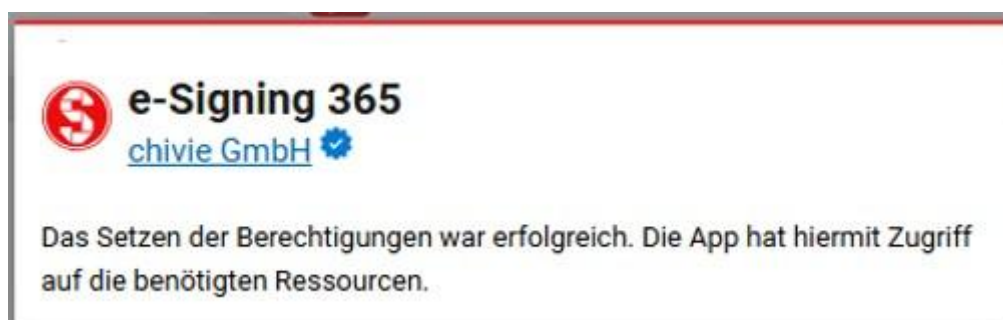 e-Signing 365
chivie GmbH
Das Setzen der Berechtigungen war erfolgreich. Die App hat hiermit Zugriff
auf die benötigten Ressourcen.